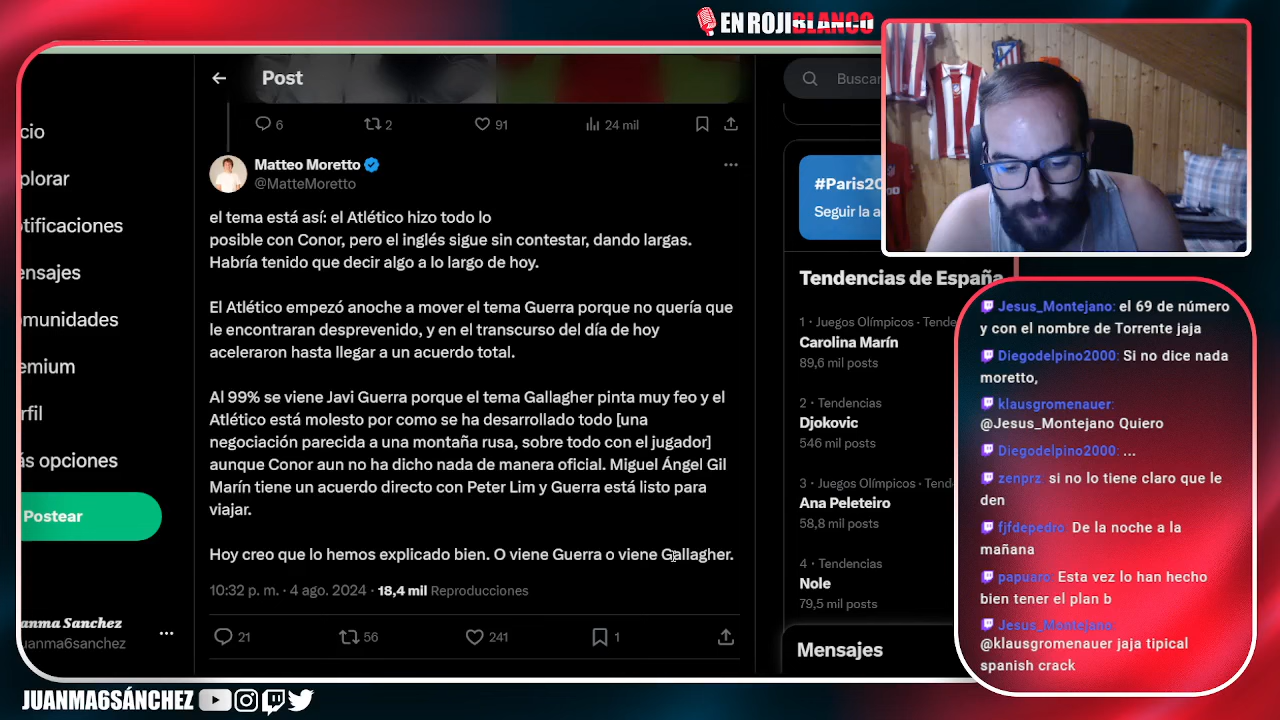 EN ROJIBLANCO
Post
Buscar
cio
plorar
tificaciones
ensajes
munidades
emium
rfil
ás opciones
Postear
anma Sanchez
uanma6sanchez
6
2
91
24 mil
Matteo Moretto
@MatteMoretto
el tema está así: el Atlético hizo todo lo
posible con Conor, pero el inglés sigue sin contestar, dando largas.
Habría tenido que decir algo a lo largo de hoy.
El Atlético empezó anoche a mover el tema Guerra porque no quería que
le encontraran desprevenido, y en el transcurso del día de hoy
aceleraron hasta llegar a un acuerdo total.
Al 99% se viene Javi Guerra porque el tema Gallagher pinta muy feo y el
Atlético está molesto por como se ha desarrollado todo [una
negociación parecida a una montaña rusa, sobre todo con el jugador]
aunque Conor aun no ha dicho nada de manera oficial. Miguel Ángel Gil
Marín tiene un acuerdo directo con Peter Lim y Guerra está listo para
viajar.
Hoy creo que lo hemos explicado bien. O viene Guerra o viene Gallagher.
10:32 p. m. · 4 ago. 2024 · 18,4 mil Reproducciones
21
56
241
1
#Paris20
Seguir la a
Tendencias de España
1 · Juegos Olímpicos · Tende
Carolina Marín
89,6 mil posts
2 · Tendencias
Djokovic
546 mil posts
3 · Juegos Olímpicos · Tend
Ana Peleteiro
58,8 mil posts
4 · Tendencias
Nole
79,5 mil posts
Mensajes
Jesus_Montejano: el 69 de número
y con el nombre de Torrente jaja
Diegodelpino2000: Si no dice nada
moretto,
klausgromenauer:
@Jesus_Montejano Quiero
Diegodelpino2000: ...
zenprz: si no lo tiene claro que le
den
fjfdepedro: De la noche a la
mañana
papuaro: Esta vez lo han hecho
bien tener el plan b
Jesus_Montejano:
@klausgromenauer jaja tipical
spanish crack
JUANMA6SÁNCHEZ